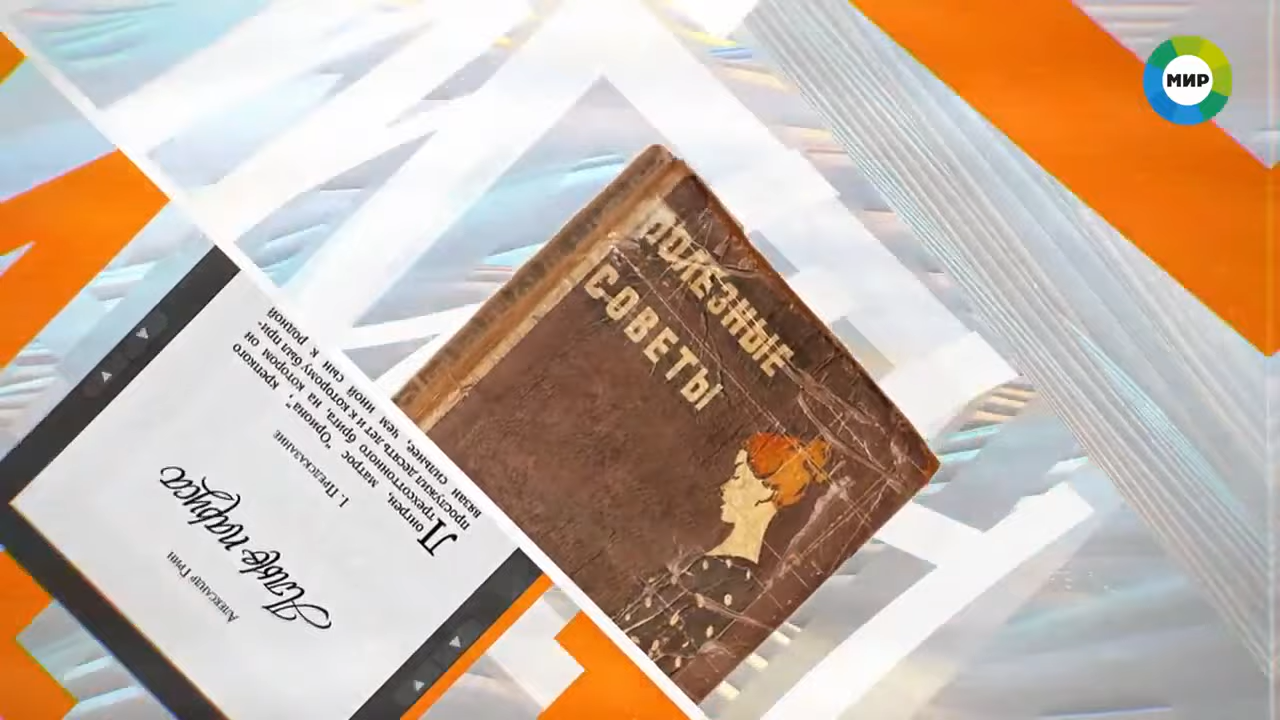 МИР
ПОЛЕЗНЫЕ
СОВЕТЫ
Александр Грин
Алые паруса
I. Предсказание
Лонгрен, матрос "Ориона", крепкого
трехсоттонного брига, на котором он
прослужил десять лет и к которому был при-
вязан сильнее, чем иной сын к родной